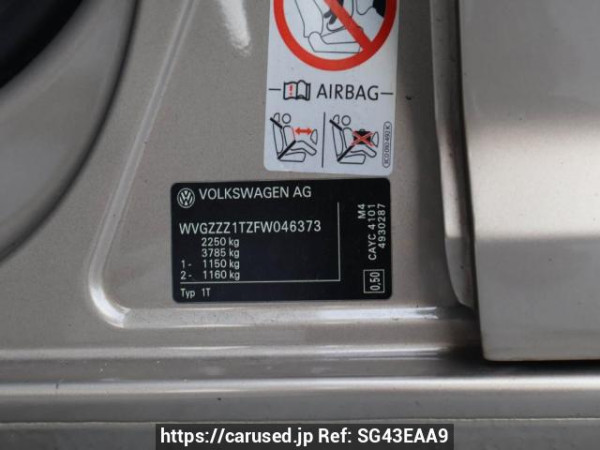 AIRBAG
VOLKSWAGEN AG
WVGZZZ1TZFW046373
2250 kg
3785 kg
1 - 1150 kg
2 - 1160 kg
Typ 1T
M4
CAYC 4101
4930287
0,50
https://carused.jp Ref: SG43EAA9